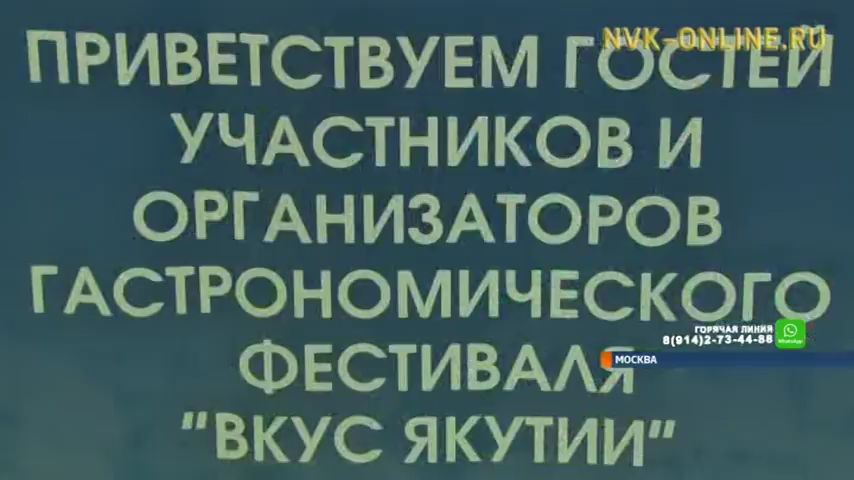 NVK-ONLINE.RU
ПРИВЕТСТВУЕМ ГОСТЕЙ
УЧАСТНИКОВ И
ОРГАНИЗАТОРОВ
ГАСТРОНОМИЧЕСКОГО
ФЕСТИВАЛЯ
"ВКУС ЯКУТИИ"
ГОРЯЧАЯ ЛИНИЯ
8(914)2-73-44-88
WhatsApp
МОСКВА